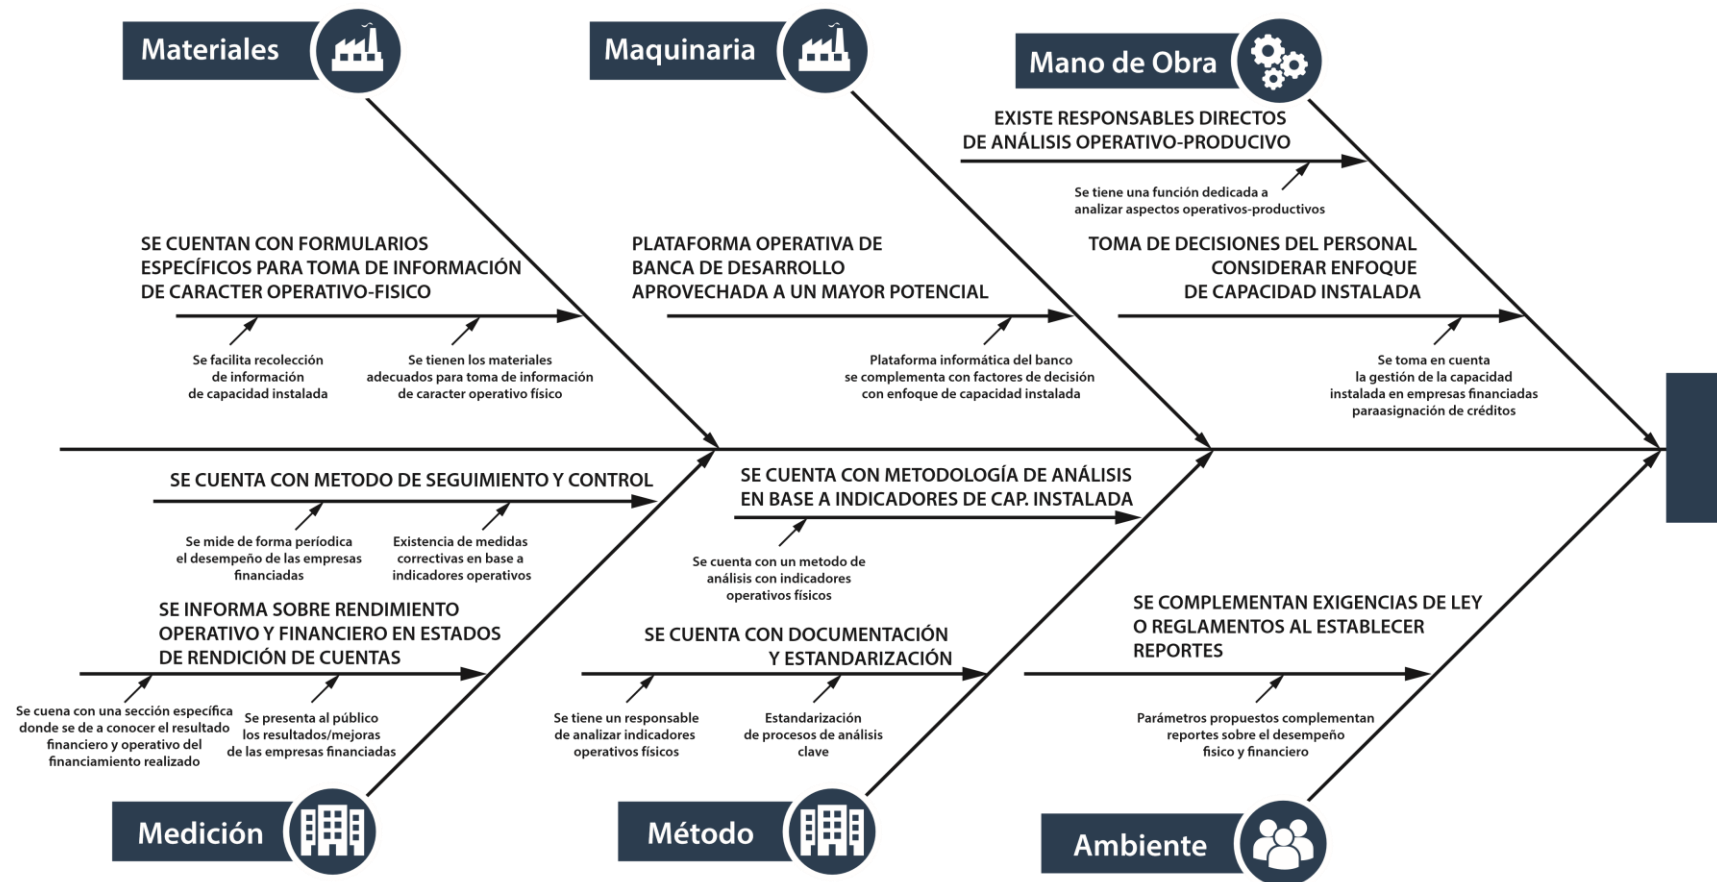 Materiales
Maquinaria
Mano de Obra
EXISTE RESPONSABLES DIRECTOS
DE ANÁLISIS OPERATIVO-PRODUCIVO
Se tiene una función dedicada a
analizar aspectos operativos-productivos
SE CUENTAN CON FORMULARIOS
ESPECÍFICOS PARA TOMA DE INFORMACIÓN
DE CARACTER OPERATIVO-FISICO
Se facilita recolección
de información
de capacidad instalada
Se tienen los materiales
adecuados para toma de información
de caracter operativo físico
PLATAFORMA OPERATIVA DE
BANCA DE DESARROLLO
APROVECHADA A UN MAYOR POTENCIAL
Plataforma informática del banco
se complementa con factores de decisión
con enfoque de capacidad instalada
TOMA DE DECISIONES DEL PERSONAL
CONSIDERAR ENFOQUE
DE CAPACIDAD INSTALADA
Se toma en cuenta
la gestión de la capacidad
instalada en empresas financiadas
paraasignación de créditos
SE CUENTA CON METODO DE SEGUIMIENTO Y CONTROL
Se mide de forma períodica
el desempeño de las empresas
financiadas
Existencia de medidas
correctivas en base a
indicadores operativos
SE INFORMA SOBRE RENDIMIENTO
OPERATIVO Y FINANCIERO EN ESTADOS
DE RENDICIÓN DE CUENTAS
Se cuena con una sección específica
donde se de a conocer el resultado
financiero y operativo del
financiamiento realizado
Se presenta al público
los resultados/mejoras
de las empresas financiadas
SE CUENTA CON METODOLOGÍA DE ANÁLISIS
EN BASE A INDICADORES DE CAP. INSTALADA
Se cuenta con un metodo de
análisis con indicadores
operativos físicos
SE CUENTA CON DOCUMENTACIÓN
Y ESTANDARIZACIÓN
Se tiene un responsable
de analizar indicadores
operativos físicos
Estandarización
de procesos de análisis
clave
SE COMPLEMENTAN EXIGENCIAS DE LEY
O REGLAMENTOS AL ESTABLECER
REPORTES
Parámetros propuestos complementan
reportes sobre el desempeño
fisico y financiero
Medición
Método
Ambiente